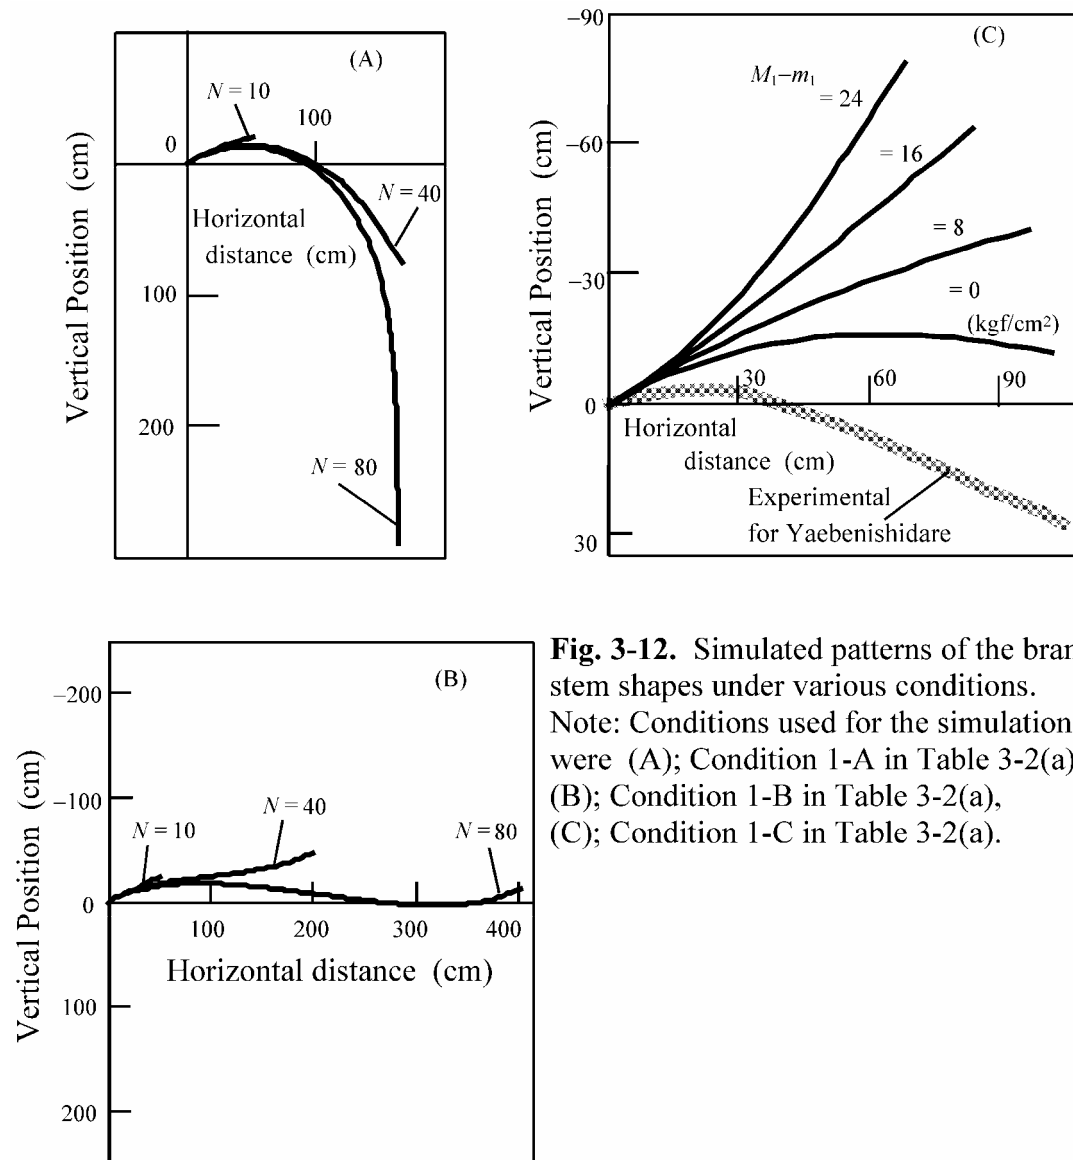 (A)
N = 10
100
0
N = 40
Horizontal
distance (cm)
100
200
N = 80
Vertical Position (cm)
(C)
−90
M₁−m₁
= 24
−60
= 16
= 8
−30
= 0
(kgf/cm²)
30
60
90
0
Horizontal
distance (cm)
Experimental
for Yaebenishidare
30
Vertical Position (cm)
(B)
−200
−100
N = 10
N = 40
N = 80
0
100
200
300
400
Horizontal distance (cm)
100
200
Vertical Position (cm)
Fig. 3-12. Simulated patterns of the bran
stem shapes under various conditions.
Note: Conditions used for the simulation
were (A); Condition 1-A in Table 3-2(a)
(B); Condition 1-B in Table 3-2(a),
(C); Condition 1-C in Table 3-2(a).